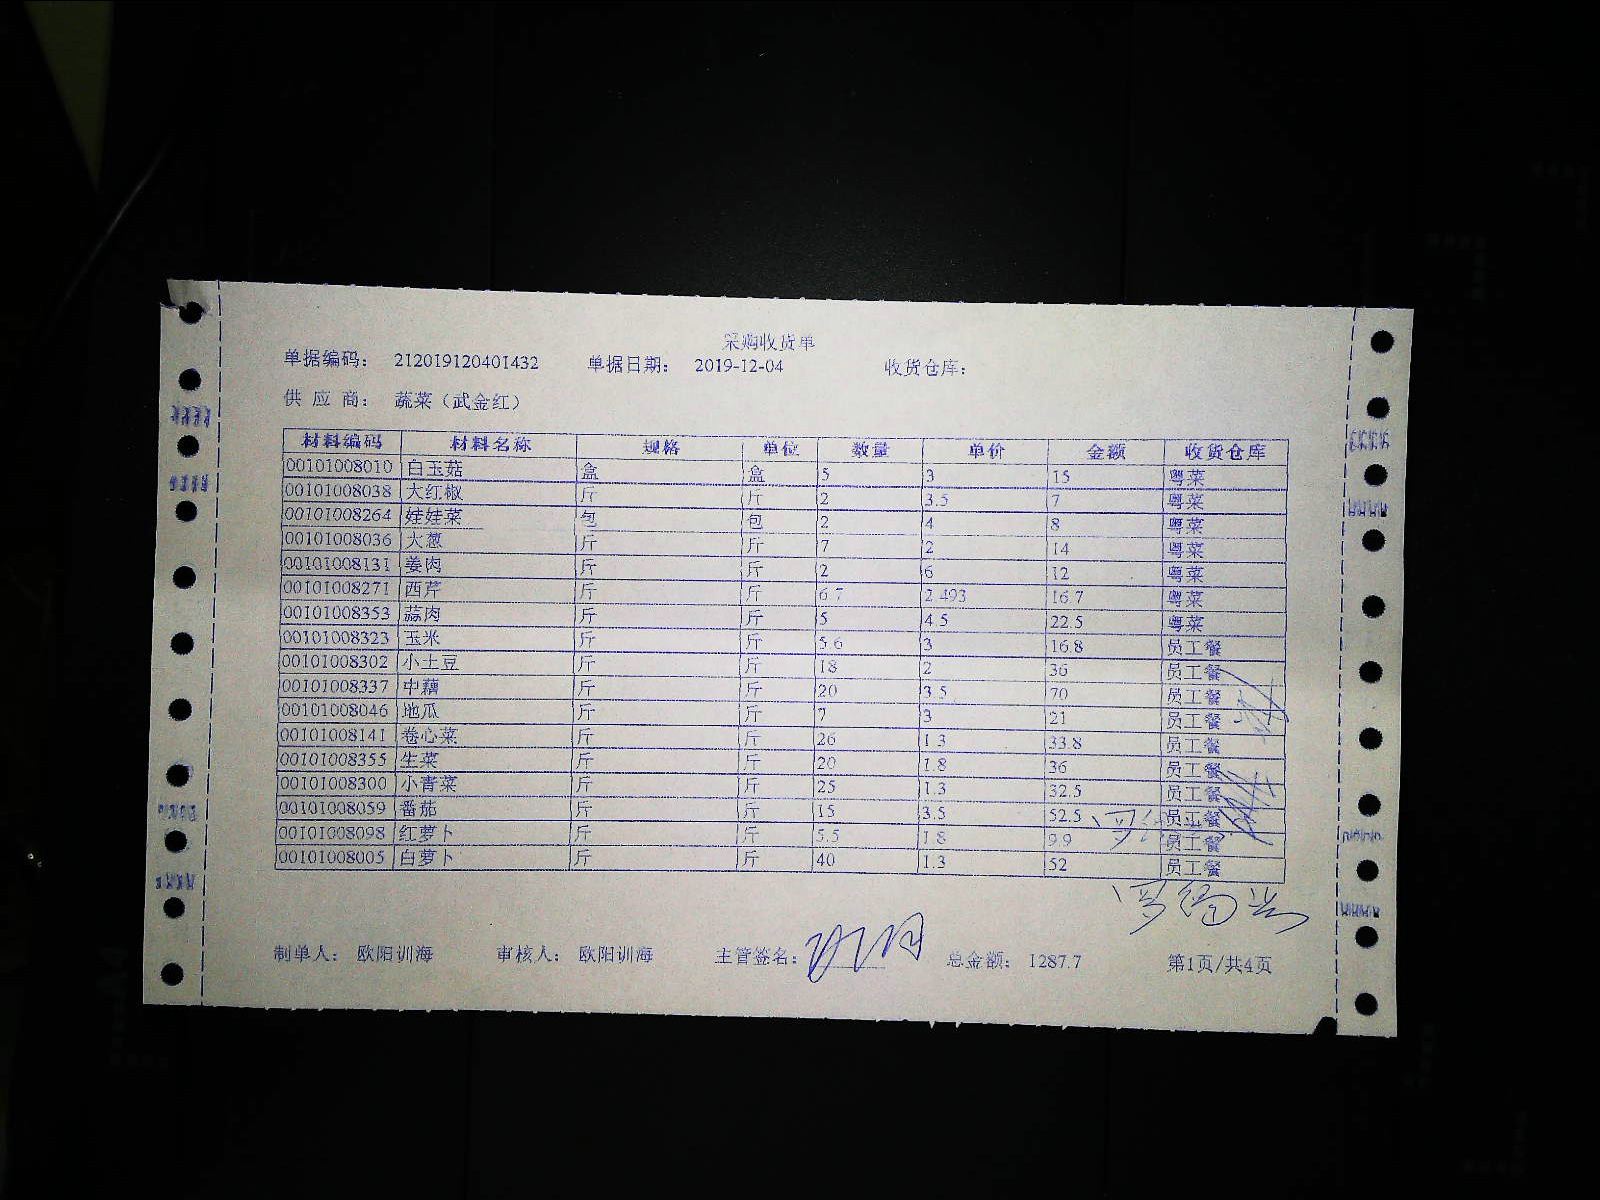 采购收货单
单据编码： 212019120401432 单据日期： 2019-12-04 收货仓库：
供 应 商： 蔬菜（武金红）
材料编码 材料名称 规格 单位 数量 单价 金额 收货仓库
00101008010 白玉菇 盒 盒 5 3 15 粤菜
00101008038 大红椒 斤 斤 2 3.5 7 粤菜
00101008264 娃娃菜 包 包 2 4 8 粤菜
00101008036 大葱 斤 斤 7 2 14 粤菜
00101008131 姜肉 斤 斤 2 6 12 粤菜
00101008271 西芹 斤 斤 6.7 2.493 16.7 粤菜
00101008353 蒜肉 斤 斤 5 4.5 22.5 粤菜
00101008323 玉米 斤 斤 5.6 3 16.8 员工餐
00101008302 小土豆 斤 斤 18 2 36 员工餐
00101008337 中藕 斤 斤 20 3.5 70 员工餐
00101008046 地瓜 斤 斤 7 3 21 员工餐
00101008141 卷心菜 斤 斤 26 1.3 33.8 员工餐
00101008355 生菜 斤 斤 20 1.8 36 员工餐
00101008300 小青菜 斤 斤 25 1.3 32.5 员工餐
00101008059 番茄 斤 斤 15 3.5 52.5 员工餐
00101008098 红萝卜 斤 斤 5.5 1.8 9.9 员工餐
00101008005 白萝卜 斤 斤 40 1.3 52 员工餐
制单人： 欧阳训海 审核人： 欧阳训海 主管签名： 总金额： 1287.7 第1页/共4页